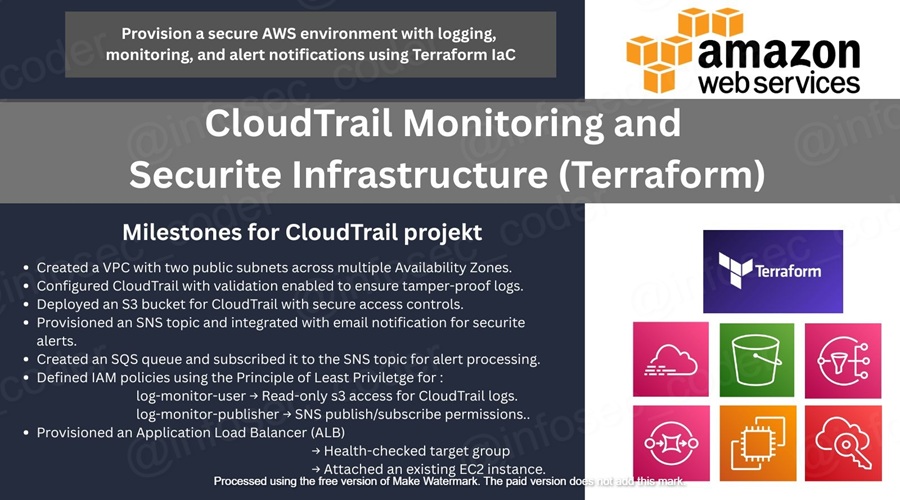 Provision a secure AWS environment with logging,
monitoring, and alert notifications using Terraform IaC
amazon
web services
CloudTrail Monitoring and
Securite Infrastructure (Terraform)
Milestones for CloudTrail projekt
• Created a VPC with two public subnets across multiple Availability Zones.
• Configured CloudTrail with validation enabled to ensure tamper-proof logs.
• Deployed an S3 bucket for CloudTrail with secure access controls.
• Provisioned an SNS topic and integrated with email notification for securite
alerts.
• Created an SQS queue and subscribed it to the SNS topic for alert processing.
• Defined IAM policies using the Principle of Least Priviletge for :
log-monitor-user → Read-only s3 access for CloudTrail logs.
log-monitor-publisher → SNS publish/subscribe permissions..
• Provisioned an Application Load Balancer (ALB)
→ Health-checked target group
→ Attached an existing EC2 instance.
Terraform
Processed using the free version of Make Watermark. The paid version does not add this mark.
@infosec_coder